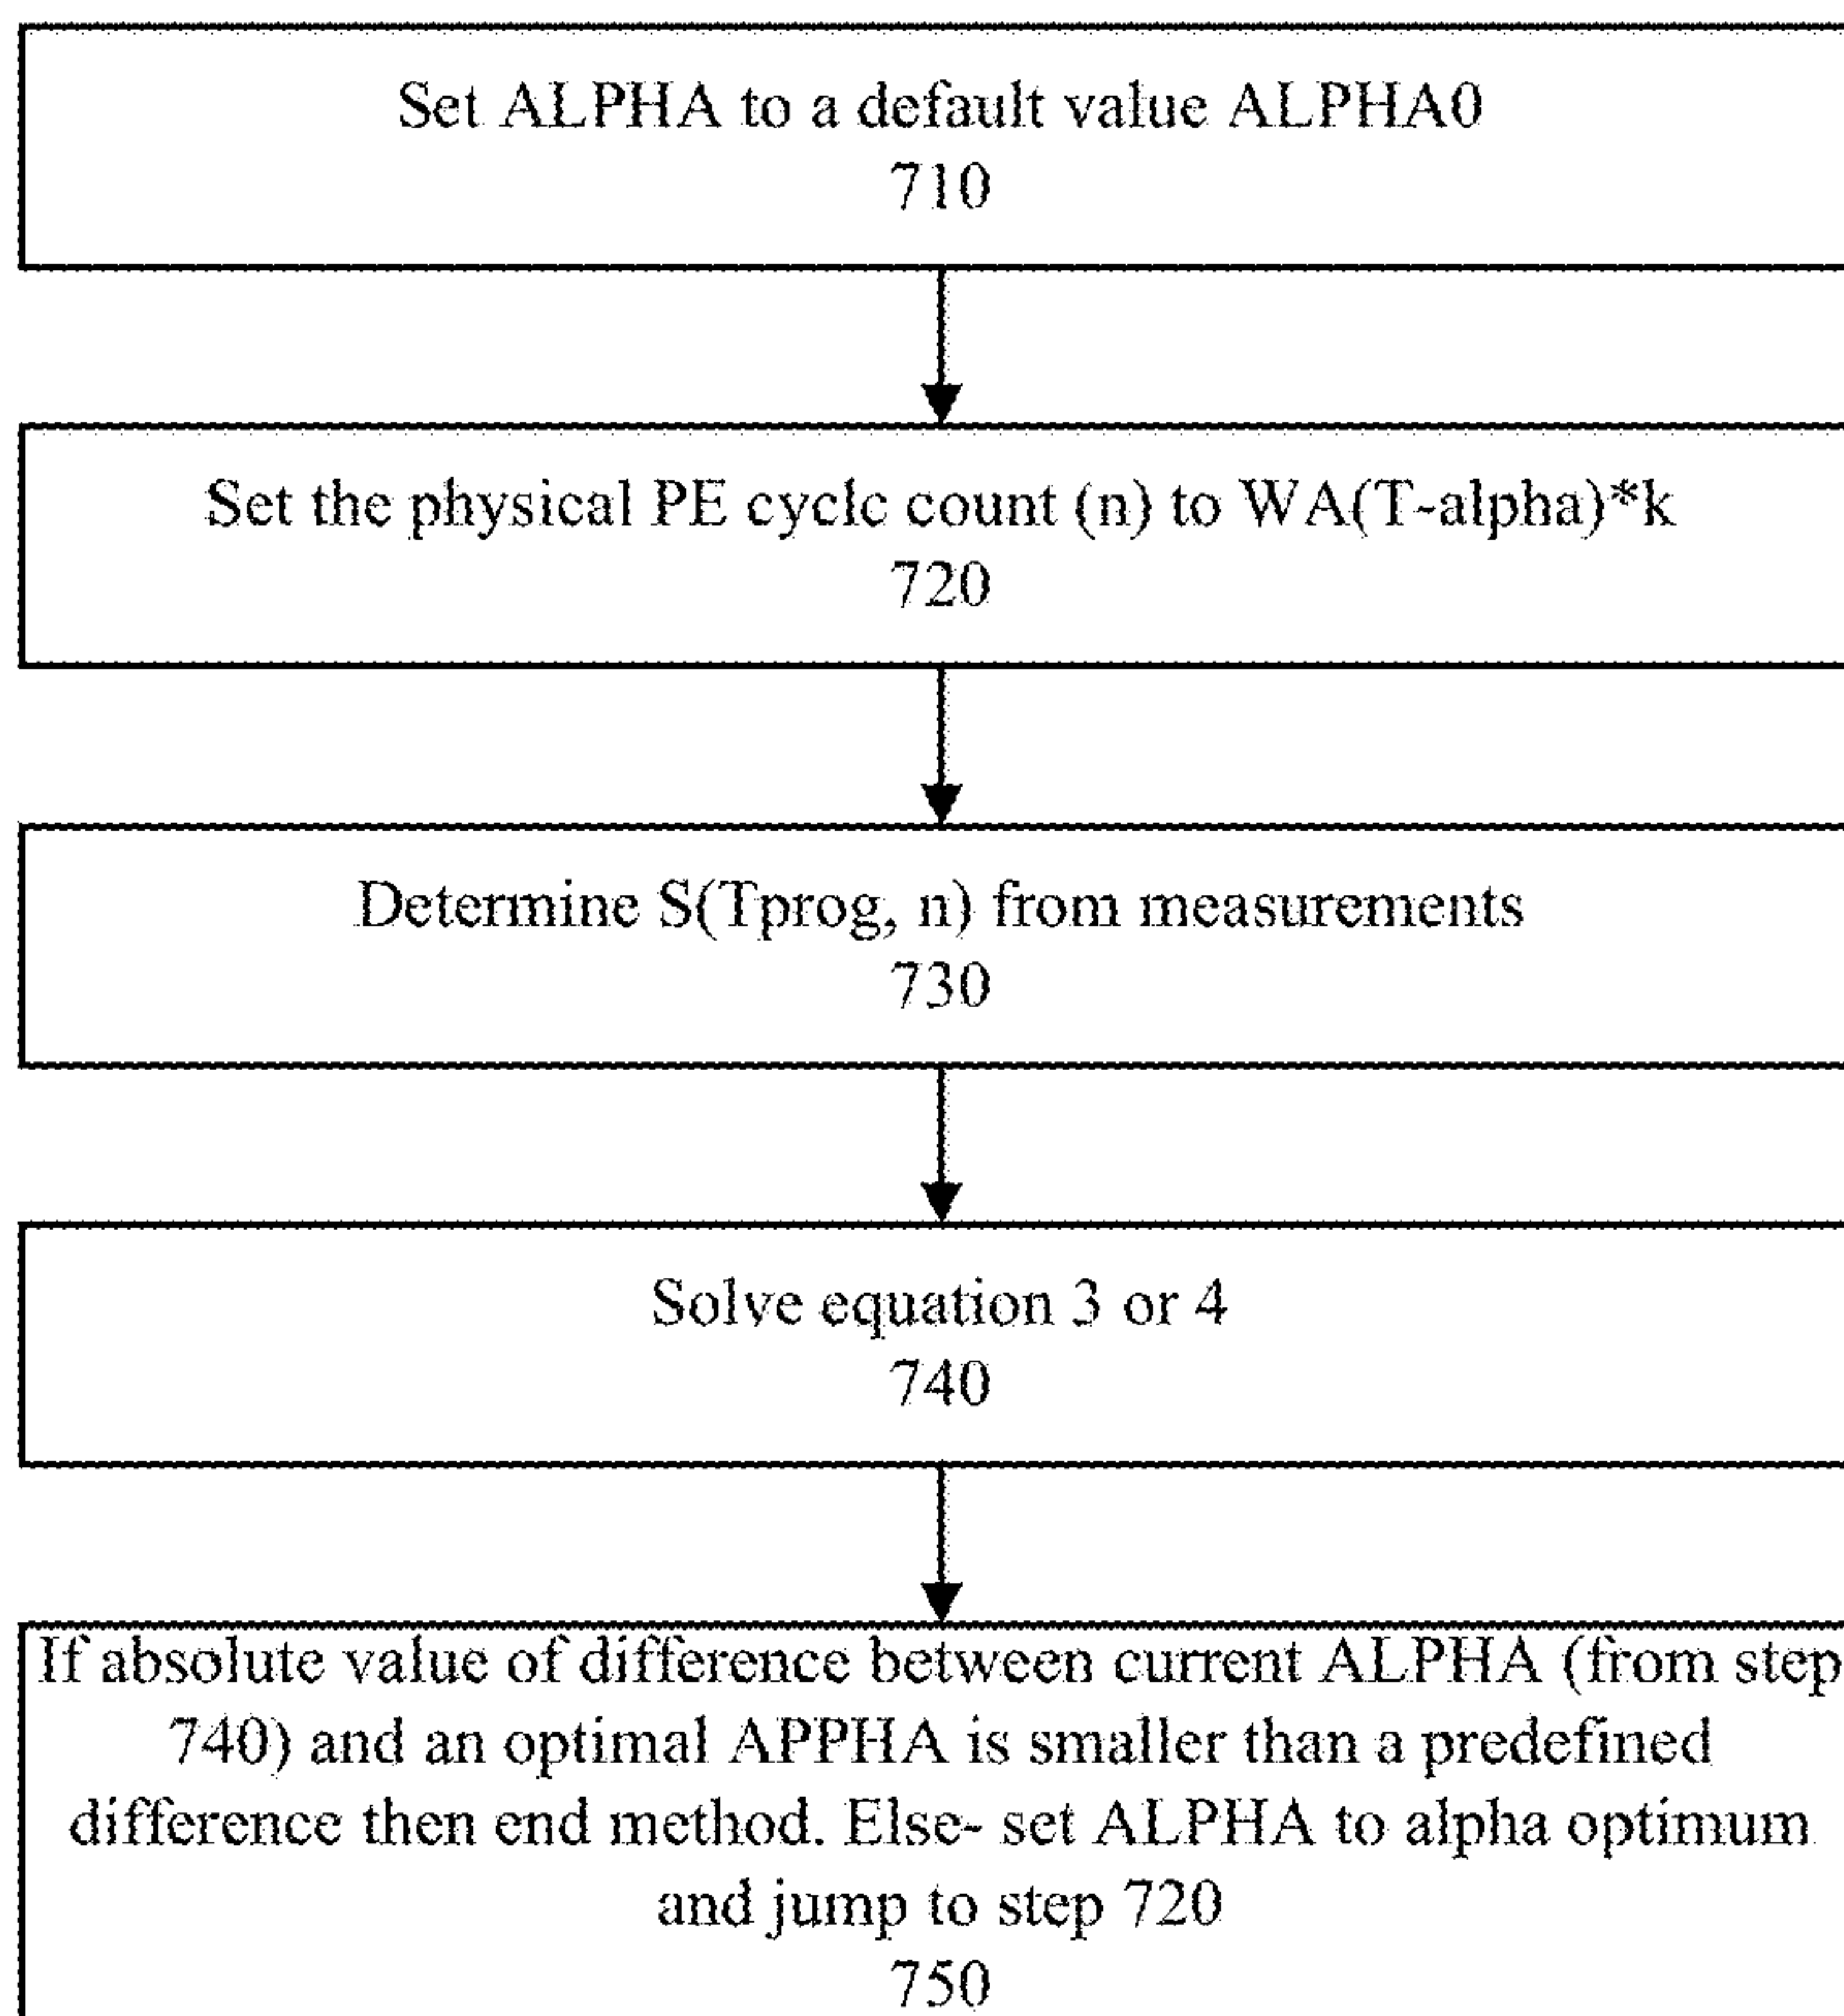 Set ALPHA to a default value ALPHA0
710
Set the physical PE cycle count (n) to WA(T-alpha)*k
720
Determine S(Tprog, n) from measurements
730
Solve equation 3 or 4
740
If absolute value of difference between current ALPHA (from step
740) and an optimal APPHA is smaller than a predefined
difference then end method. Else- set ALPHA to alpha optimum
and jump to step 720
750